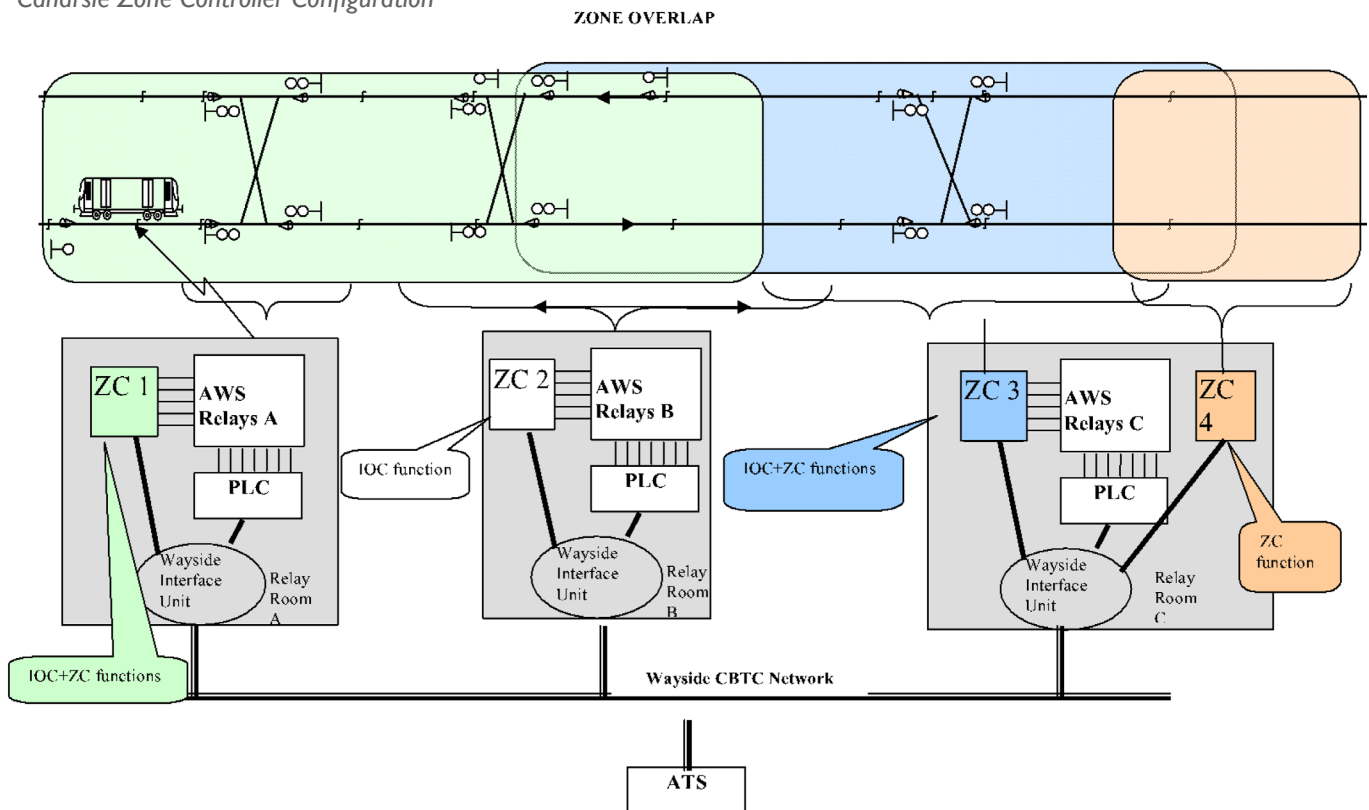 Canarsie Zone Controller Configuration
ZONE OVERLAP
ZC 1
AWS
Relays A
PLC
Wayside
Interface
Unit
Relay
Room
A
IOC+ZC functions
ZC 2
AWS
Relays B
PLC
IOC function
Wayside
Interface
Unit
Relay
Room
B
ZC 3
AWS
Relays C
PLC
IOC+ZC functions
ZC
4
ZC
function
Wayside
Interface
Unit
Relay
Room
C
Wayside CBTC Network
ATS